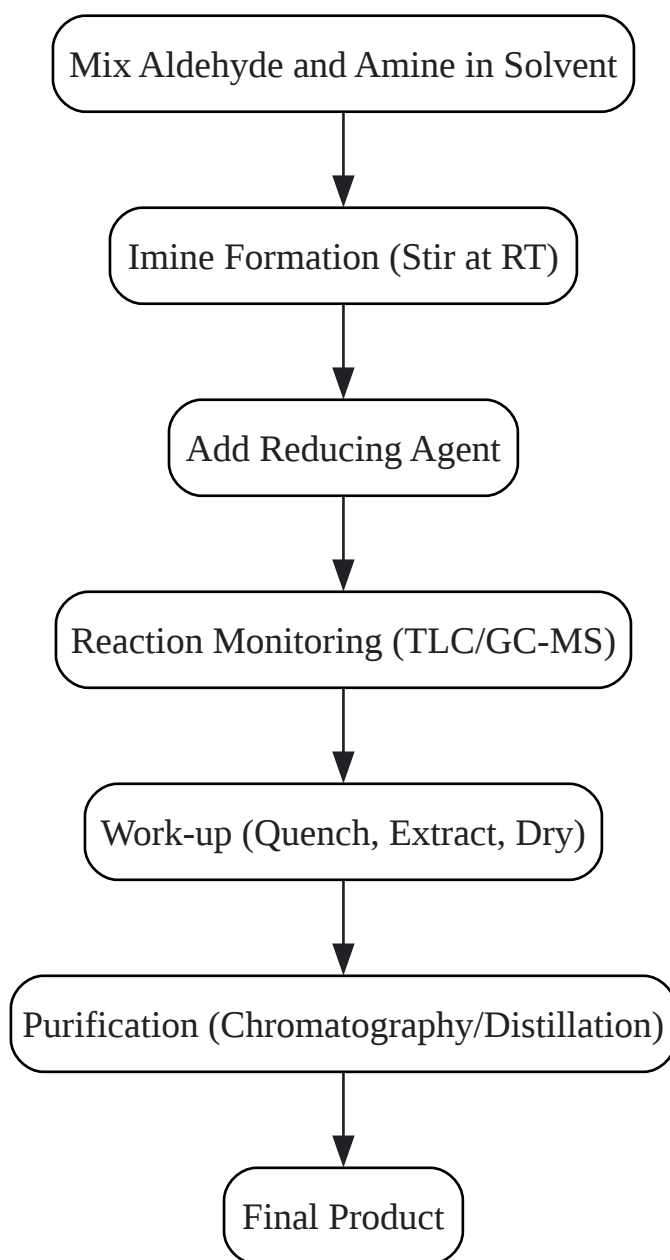 Mix Aldehyde and Amine in Solvent
Imine Formation (Stir at RT)
Add Reducing Agent
Reaction Monitoring (TLC/GC-MS)
Work-up (Quench, Extract, Dry)
Purification (Chromatography/Distillation)
Final Product